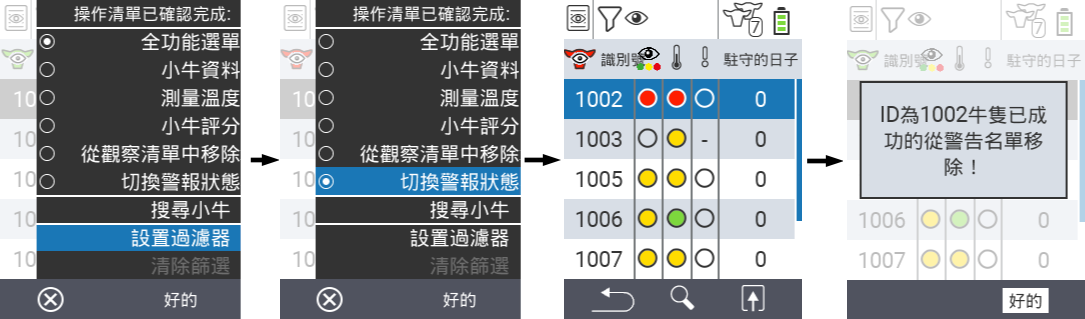 操作清單已確認完成:
全功能選單
小牛資料
10
測量溫度
10
小牛評分
從觀察清單中移除
10
切換警報狀態
10
搜尋小牛
設置過濾器
10
清除篩選
好的
操作清單已確認完成:
全功能選單
小牛資料
10
測量溫度
10
小牛評分
從觀察清單中移除
10
切換警報狀態
10
搜尋小牛
設置過濾器
10
清除篩選
好的
7
識別號 駐守的日子
1002 0
1003 - 0
1005 0
1006 0
1007 0
7
識別號 駐守的日子
ID為1002牛隻已成
功的從警告名單移
除！
1006 0
1007 0
好的